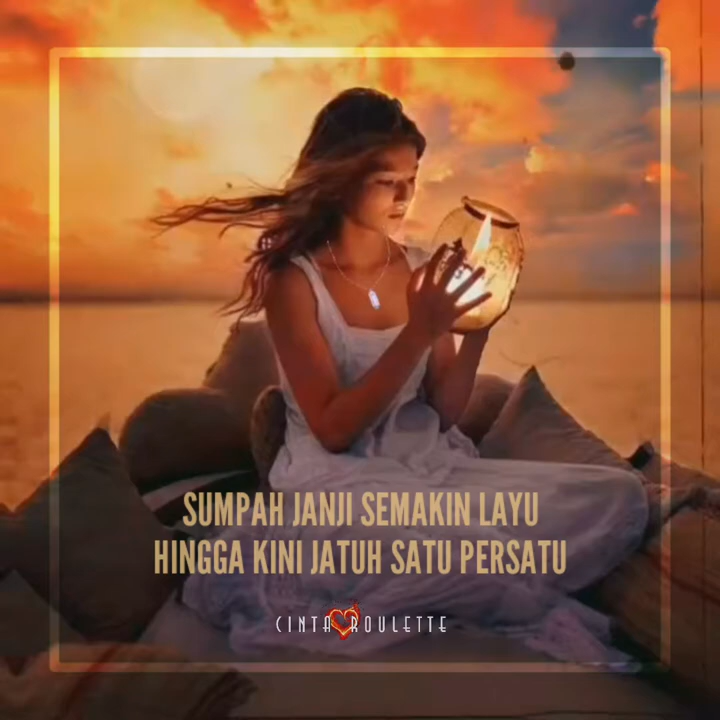 SUMPAH JANJI SEMAKIN LAYU
HINGGA KINI JATUH SATU PERSATU
CINTA ROULETTE